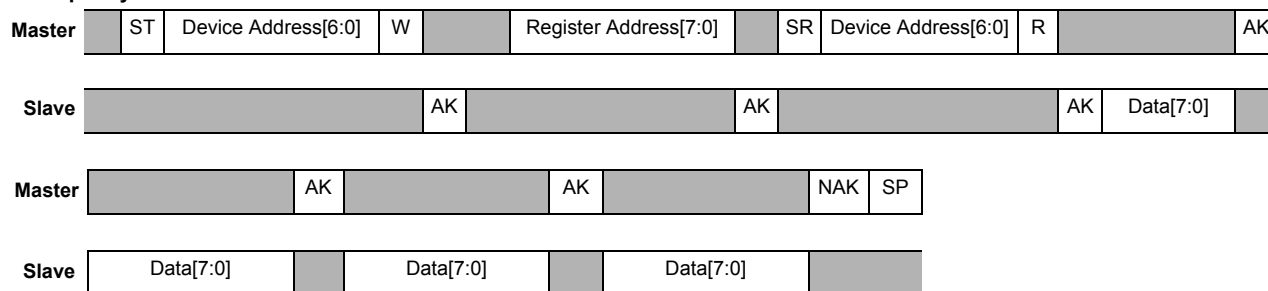 Master ST Device Address[6:0] W Register Address[7:0] SR Device Address[6:0] R AK
Slave AK AK AK Data[7:0]
Master AK AK NAK SP
Slave Data[7:0] Data[7:0] Data[7:0]